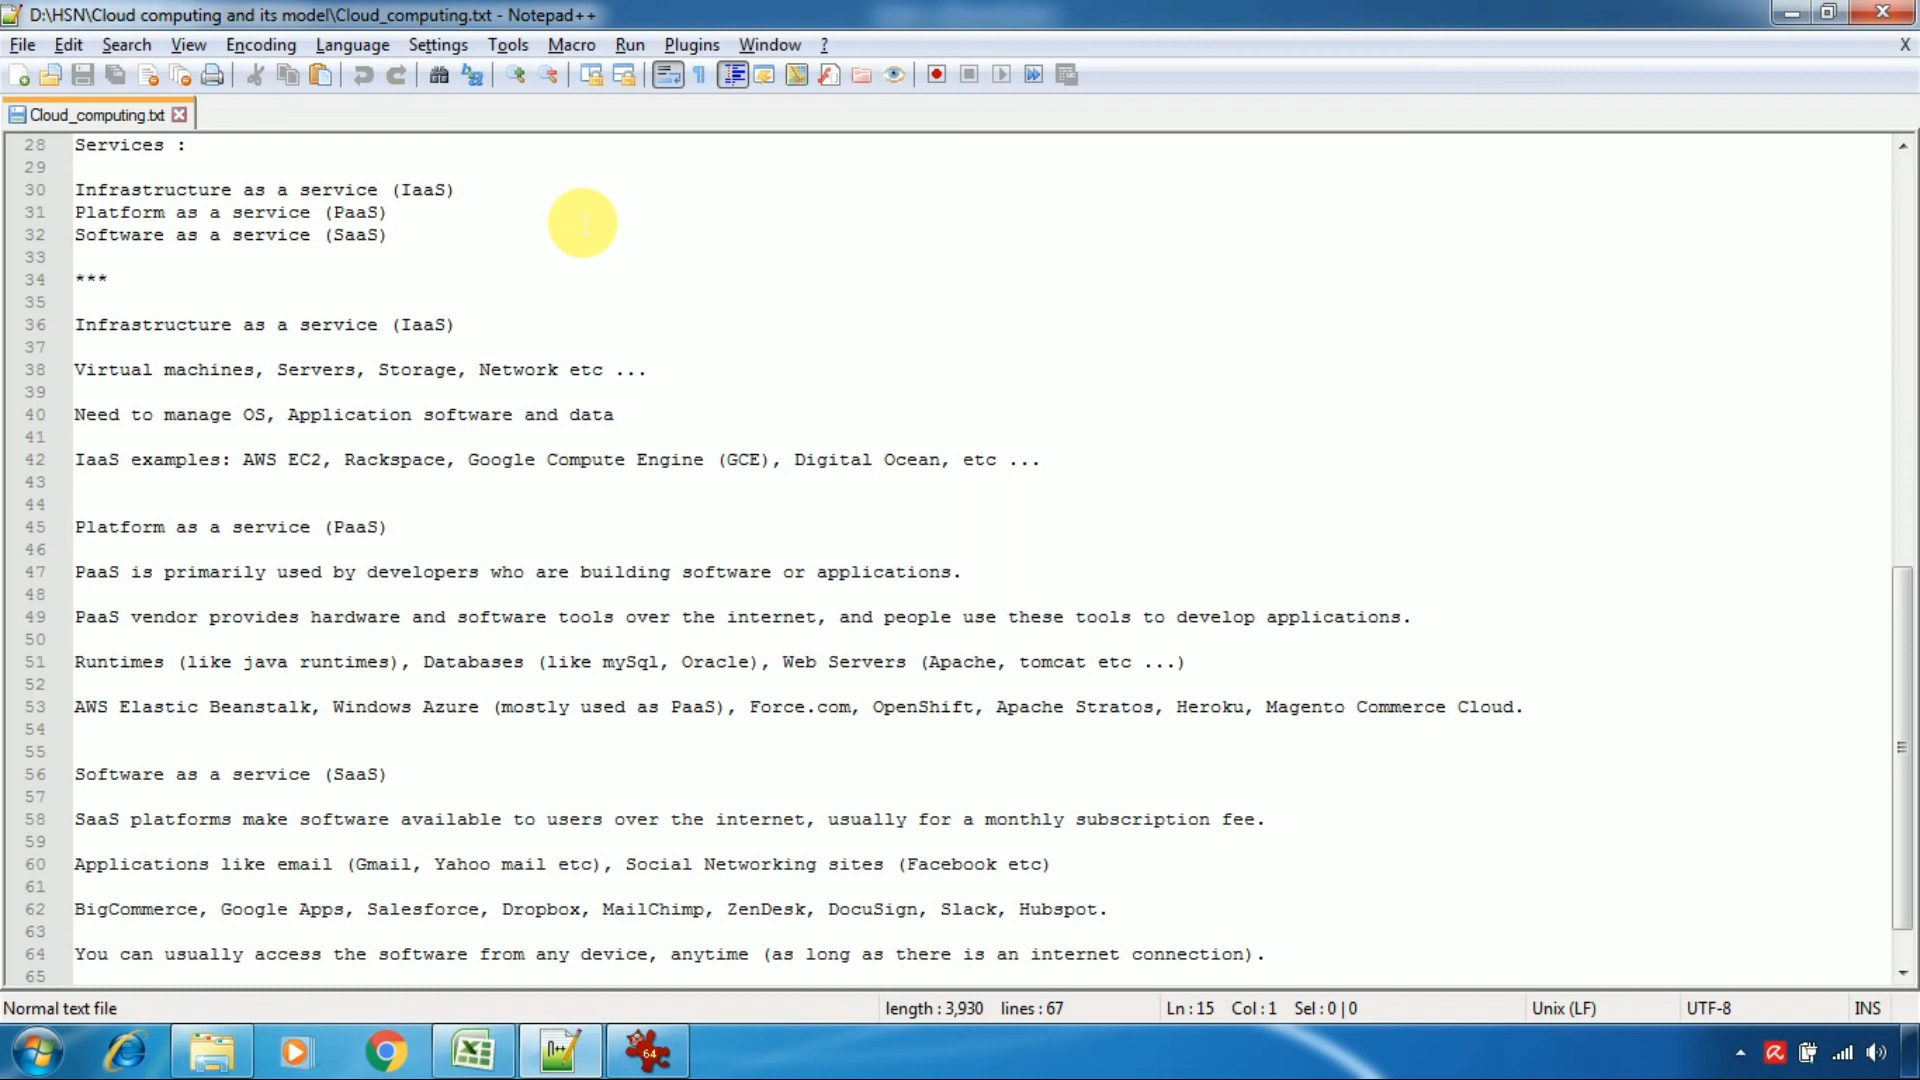 D:\HSN\Cloud computing and its model\Cloud_computing.txt - Notepad++
File Edit Search View Encoding Language Settings Tools Macro Run Plugins Window ? X
Cloud_computing.txt
28 Services :
29
30 Infrastructure as a service (IaaS)
31 Platform as a service (PaaS)
32 Software as a service (SaaS)
33
34 ***
35
36 Infrastructure as a service (IaaS)
37
38 Virtual machines, Servers, Storage, Network etc ...
39
40 Need to manage OS, Application software and data
41
42 IaaS examples: AWS EC2, Rackspace, Google Compute Engine (GCE), Digital Ocean, etc ...
43
44
45 Platform as a service (PaaS)
46
47 PaaS is primarily used by developers who are building software or applications.
48
49 PaaS vendor provides hardware and software tools over the internet, and people use these tools to develop applications.
50
51 Runtimes (like java runtimes), Databases (like mySql, Oracle), Web Servers (Apache, tomcat etc ...)
52
53 AWS Elastic Beanstalk, Windows Azure (mostly used as PaaS), Force.com, OpenShift, Apache Stratos, Heroku, Magento Commerce Cloud.
54
55
56 Software as a service (SaaS)
57
58 SaaS platforms make software available to users over the internet, usually for a monthly subscription fee.
59
60 Applications like email (Gmail, Yahoo mail etc), Social Networking sites (Facebook etc)
61
62 BigCommerce, Google Apps, Salesforce, Dropbox, MailChimp, ZenDesk, DocuSign, Slack, Hubspot.
63
64 You can usually access the software from any device, anytime (as long as there is an internet connection).
65
Normal text file length : 3,930 lines : 67 Ln : 15 Col : 1 Sel : 0 | 0 Unix (LF) UTF-8 INS
n++
64